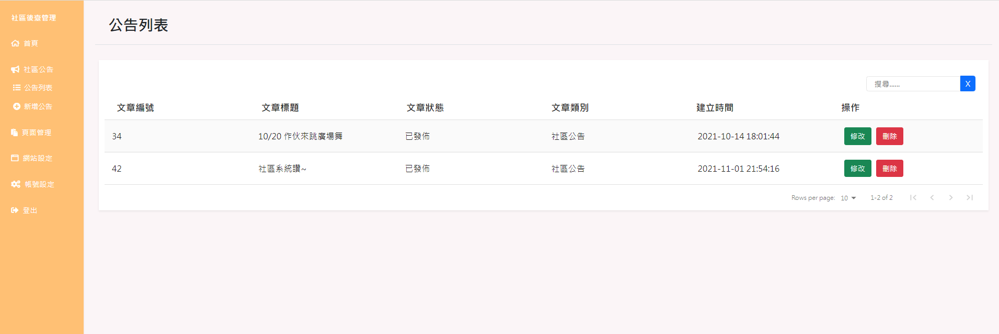 社區後臺管理
首頁
社區公告
公告列表
新增公告
頁面管理
網站設定
帳號設定
登出
公告列表
搜尋...... X
文章編號 文章標題 文章狀態 文章類別 建立時間 操作
34 10/20 作伙來跳廣場舞 已發佈 社區公告 2021-10-14 18:01:44 修改 刪除
42 社區系統讚~ 已發佈 社區公告 2021-11-01 21:54:16 修改 刪除
Rows per page: 10 1-2 of 2